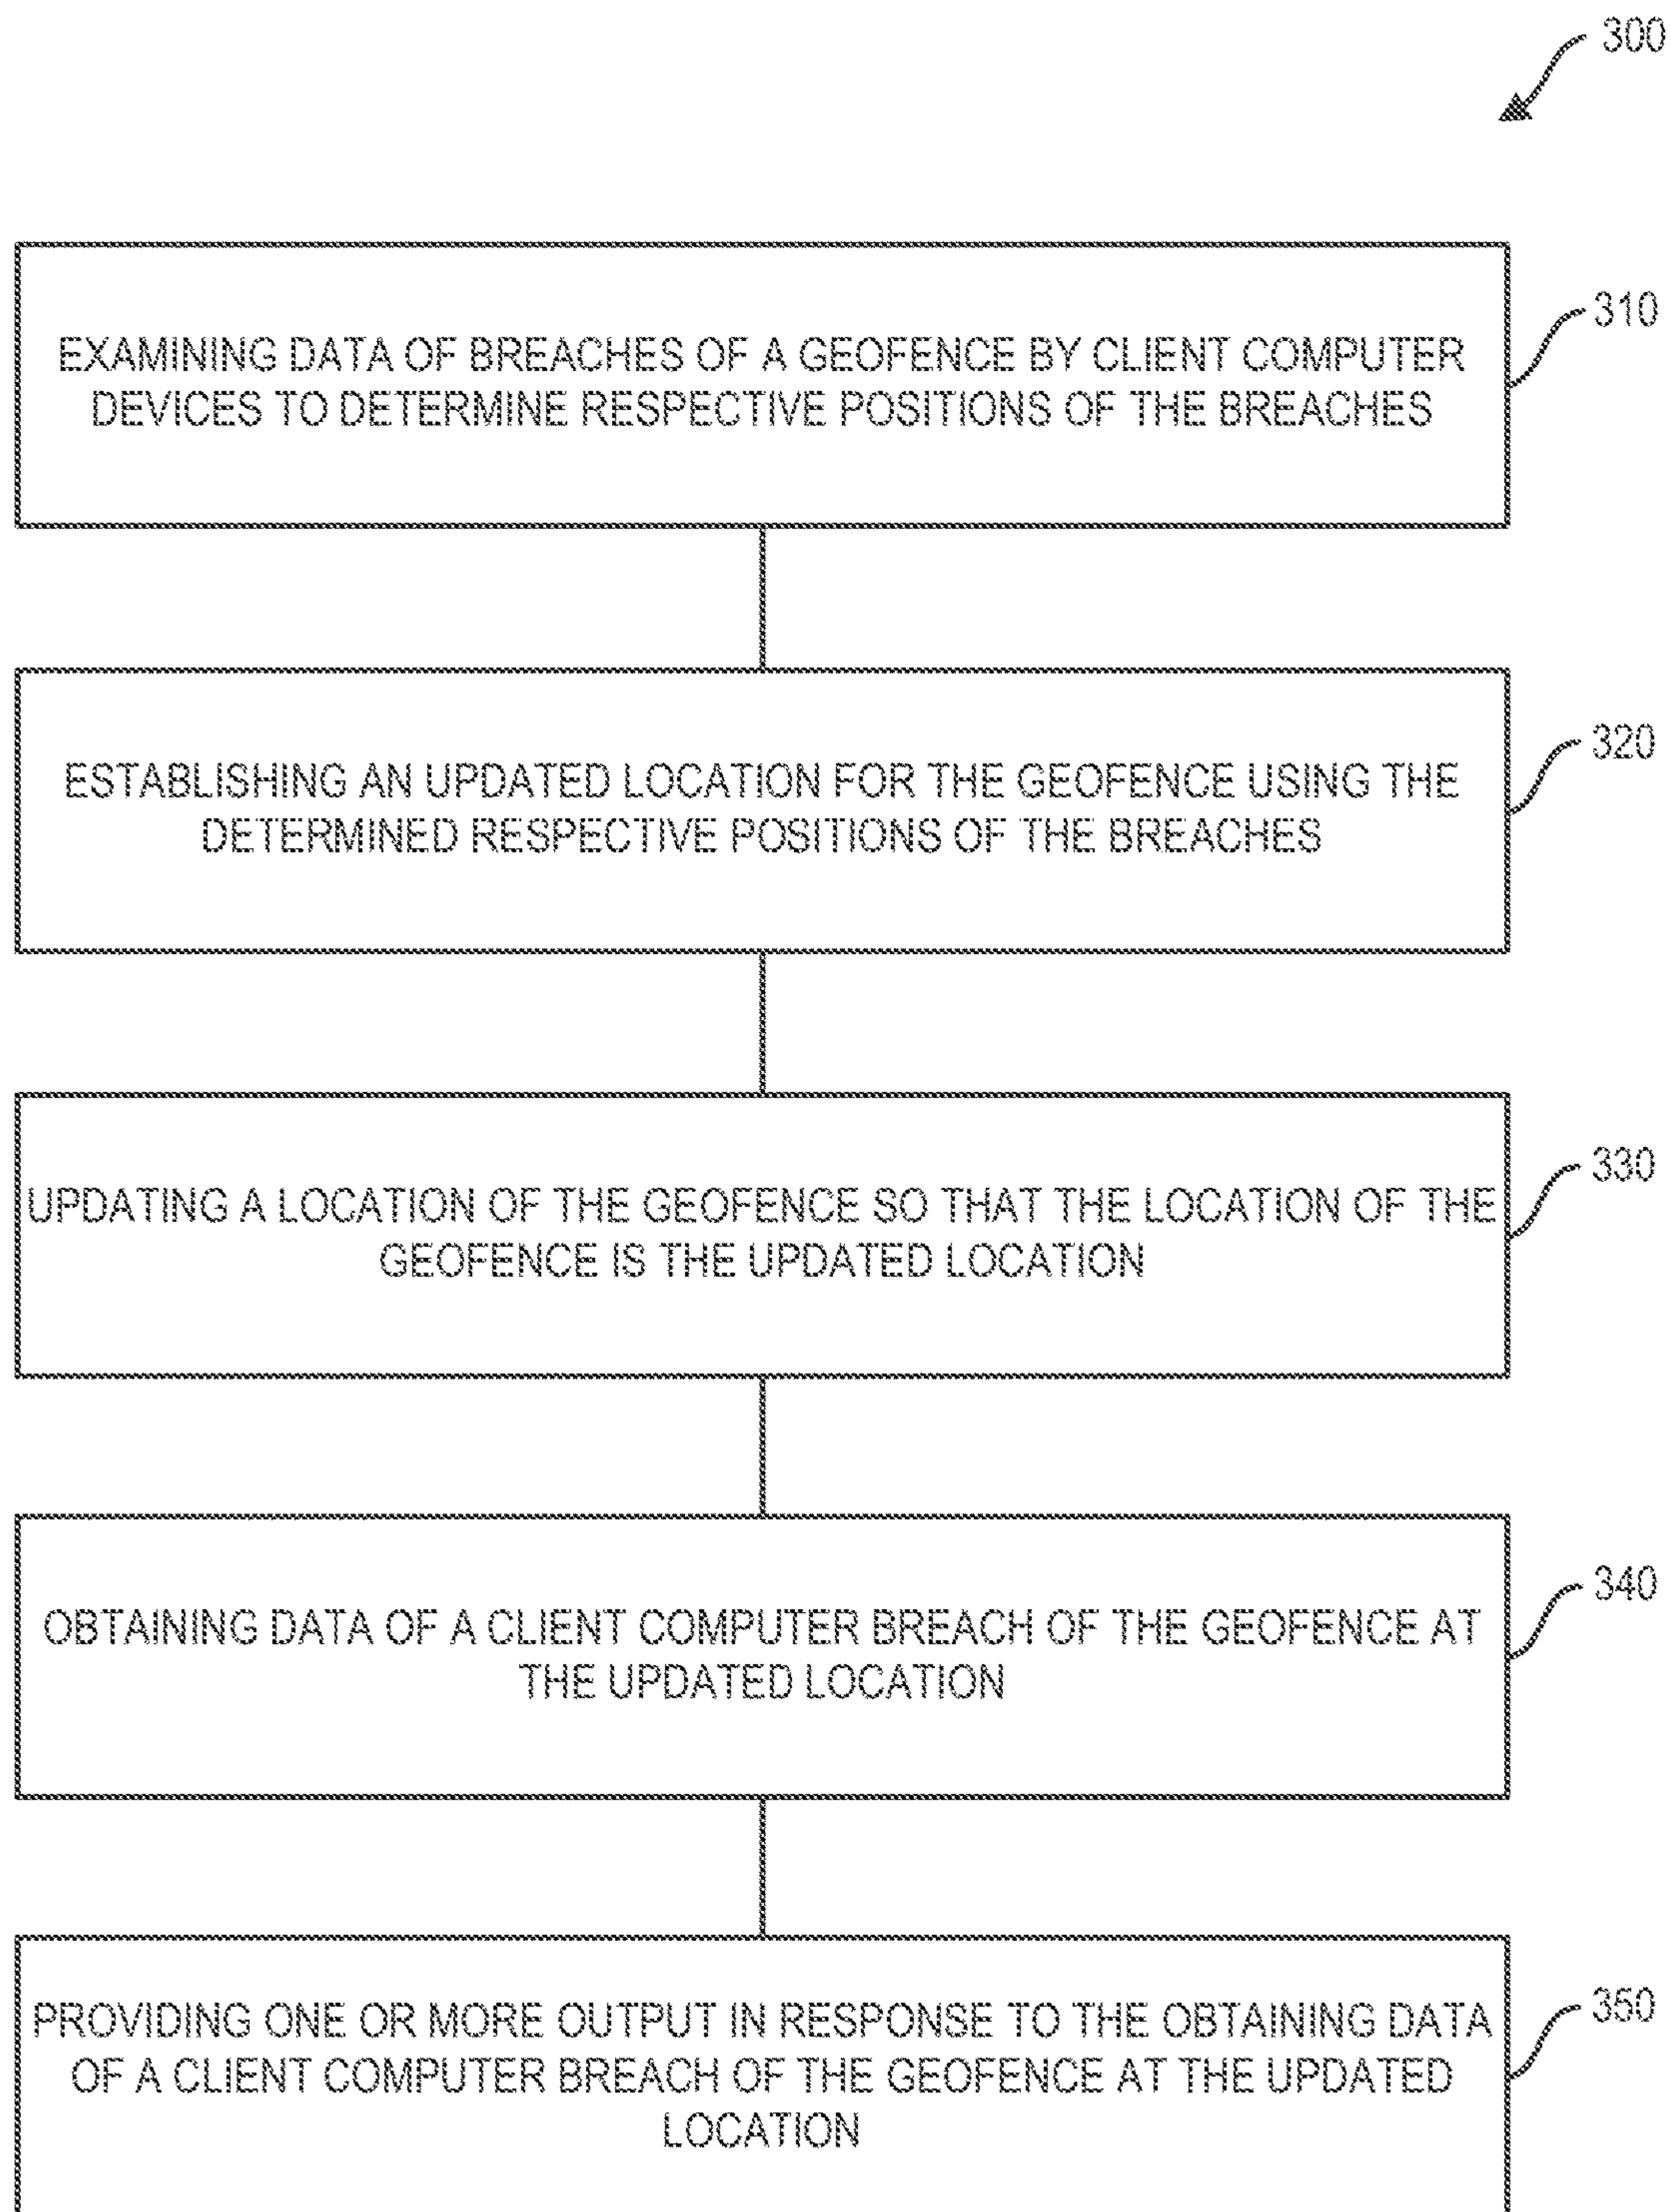 300
EXAMINING DATA OF BREACHES OF A GEOFENCE BY CLIENT COMPUTER
DEVICES TO DETERMINE RESPECTIVE POSITIONS OF THE BREACHES
310
ESTABLISHING AN UPDATED LOCATION FOR THE GEOFENCE USING THE
DETERMINED RESPECTIVE POSITIONS OF THE BREACHES
320
UPDATING A LOCATION OF THE GEOFENCE SO THAT THE LOCATION OF THE
GEOFENCE IS THE UPDATED LOCATION
330
OBTAINING DATA OF A CLIENT COMPUTER BREACH OF THE GEOFENCE AT
THE UPDATED LOCATION
340
PROVIDING ONE OR MORE OUTPUT IN RESPONSE TO THE OBTAINING DATA
OF A CLIENT COMPUTER BREACH OF THE GEOFENCE AT THE UPDATED
LOCATION
350